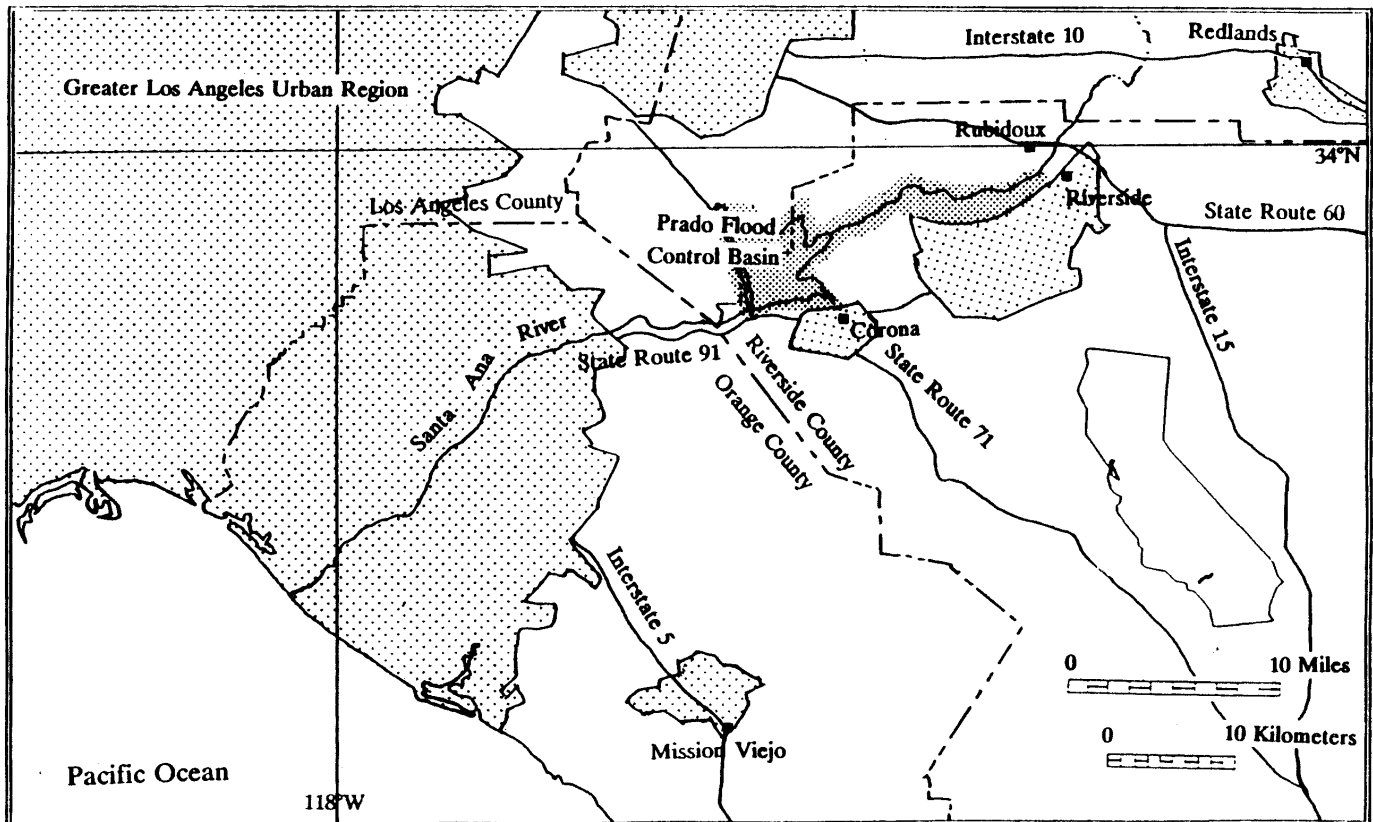 Interstate 10
Redlands
Greater Los Angeles Urban Region
Rubidoux
34°N
Riverside
Los Angeles County
State Route 60
Prado Flood
Control Basin
Interstate 15
Corona
Santa Ana River
State Route 91
Riverside County
Orange County
State Route 71
Interstate 5
0 10 Miles
0 10 Kilometers
Mission Viejo
Pacific Ocean
118°W